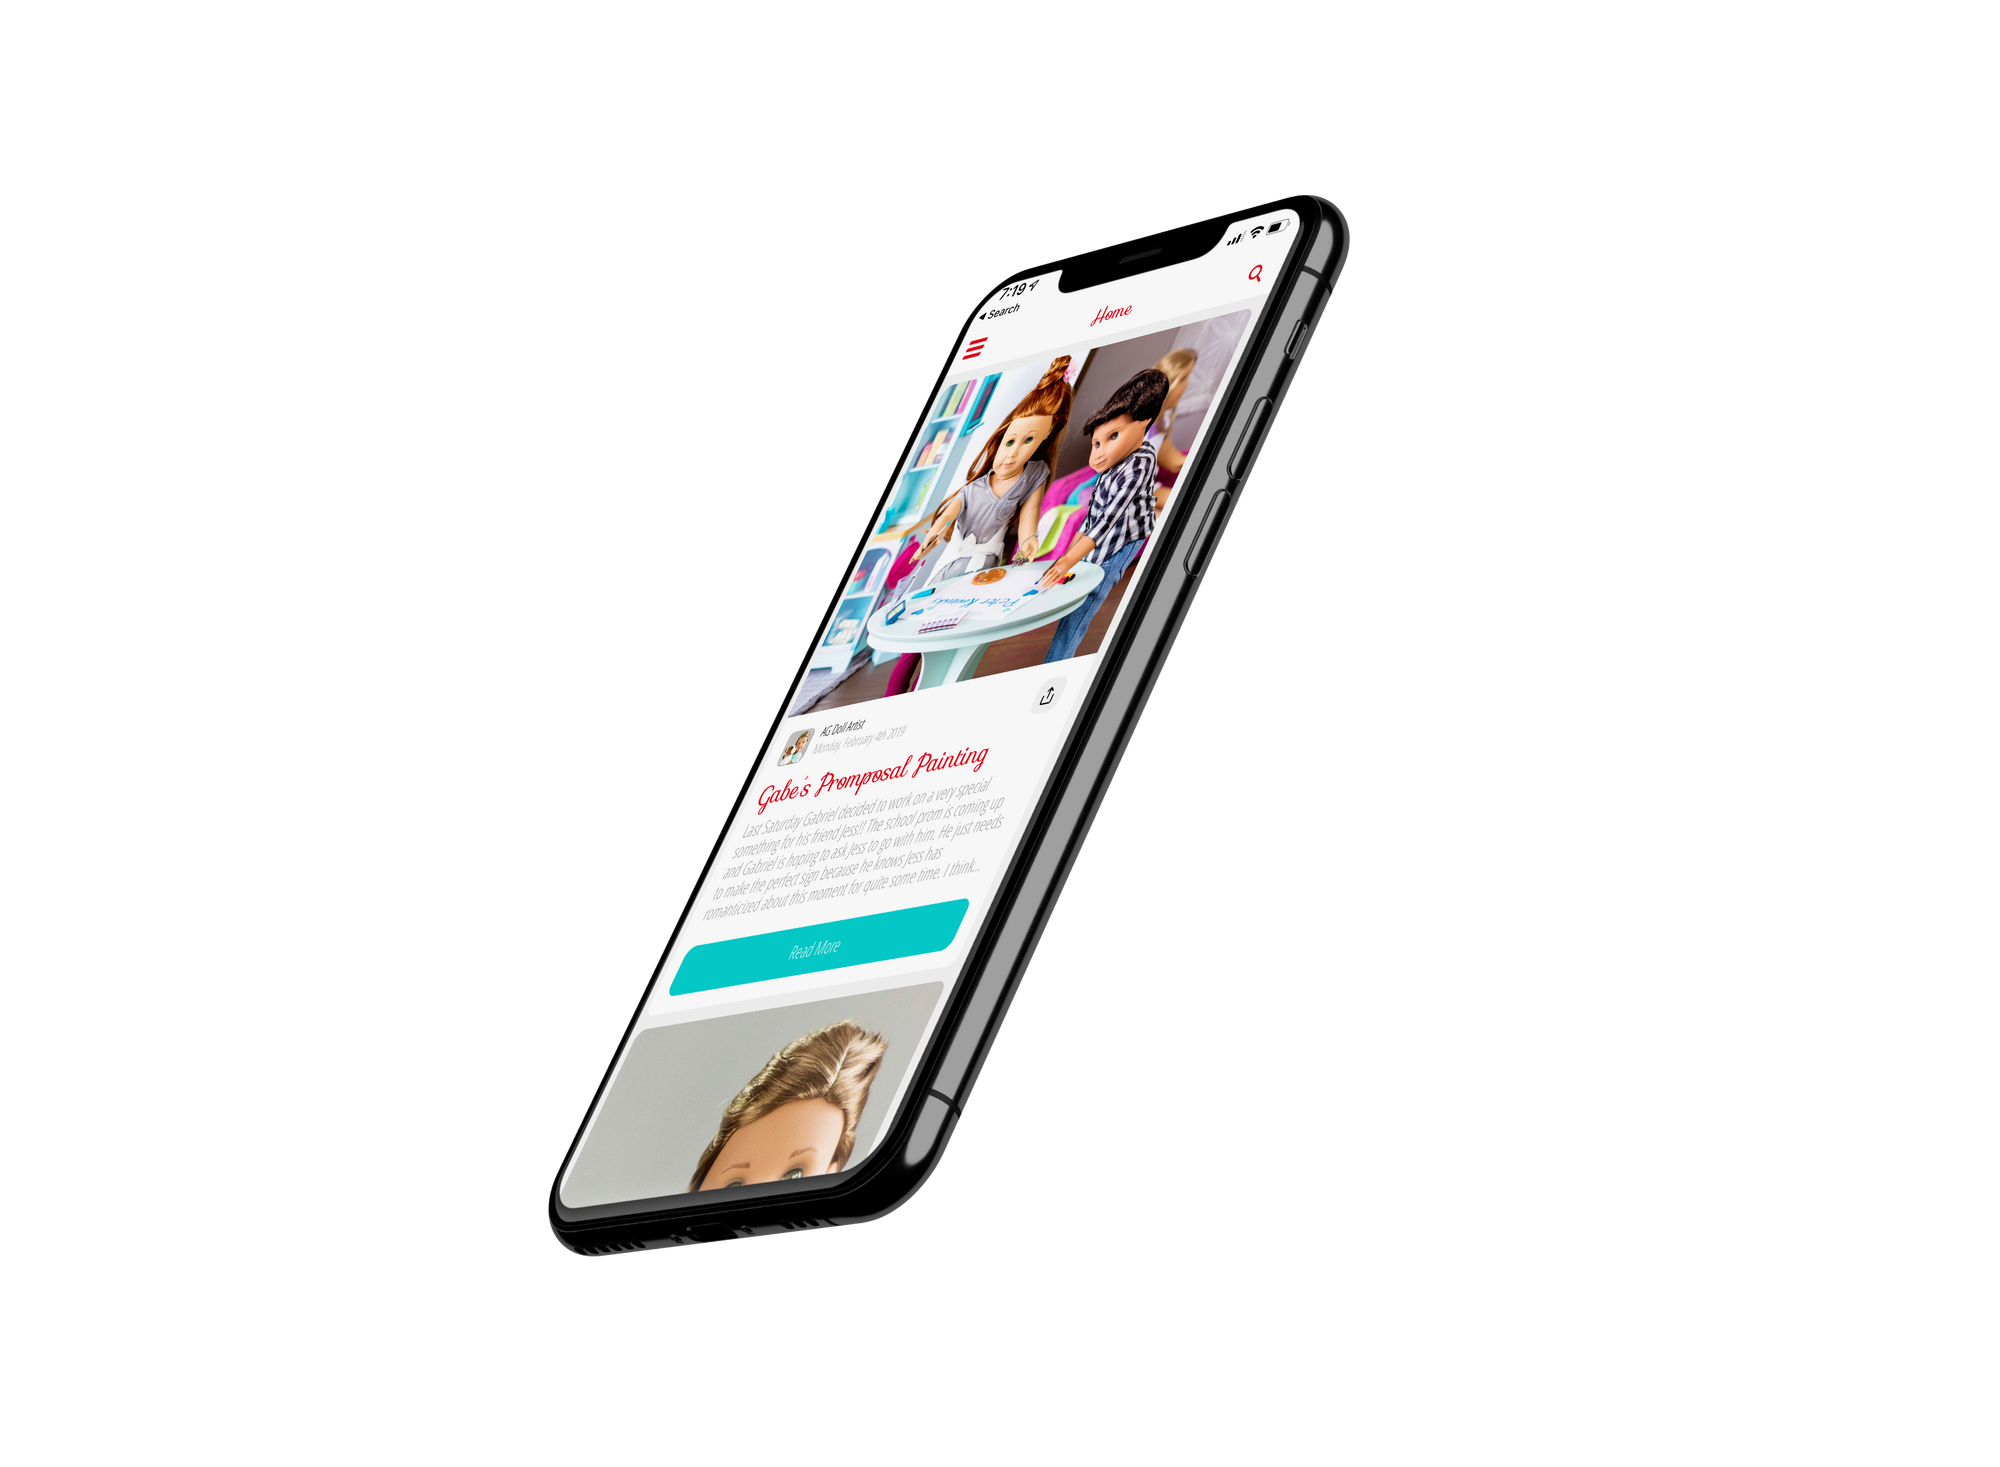 7:19
◀ Search
Home
Peter Kavinsky
AG Doll Artist
Monday, February 4th 2019
Gabe's Promposal Painting
Last Saturday Gabriel decided to work on a very special
something for his friend Jess!! The school prom is coming up
and Gabriel is hoping to ask Jess to go with him. He just needs
to make the perfect sign because he knows Jess has
romanticized about this moment for quite some time. I think...
Read More